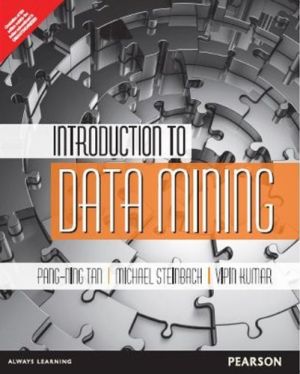 INTRODUCTION TO
DATA MINING
PANG-NING TAN | MICHAEL STEINBACH | VIPIN KUMAR
ALWAYS LEARNING
PEARSON